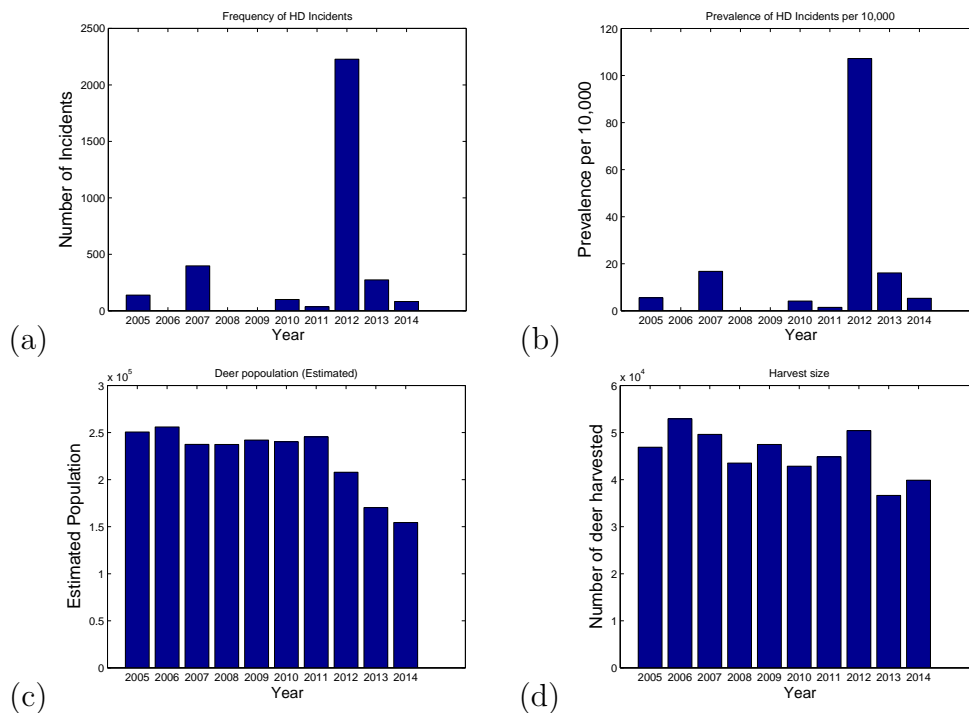 Frequency of HD Incidents
2500
2000
1500
1000
500
0
Number of Incidents
2005 2006 2007 2008 2009 2010 2011 2012 2013 2014
Year
(a)
Prevalence of HD Incidents per 10,000
120
100
80
60
40
20
0
Prevalence per 10,000
2005 2006 2007 2008 2009 2010 2011 2012 2013 2014
Year
(b)
Deer popoulation (Estimated)
x 10^5
3
2.5
2
1.5
1
0.5
0
Estimated Population
2005 2006 2007 2008 2009 2010 2011 2012 2013 2014
Year
(c)
Harvest size
x 10^4
6
5
4
3
2
1
0
Number of deer harvested
2005 2006 2007 2008 2009 2010 2011 2012 2013 2014
Year
(d)